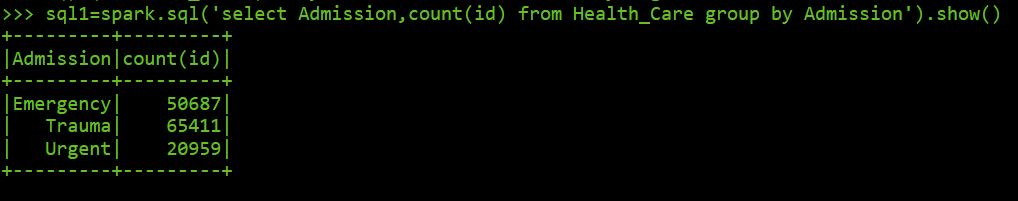 >>> sql1=spark.sql('select Admission,count(id) from Health_Care group by Admission').show()
+---------+---------+
|Admission|count(id)|
+---------+---------+
|Emergency|    50687|
|   Trauma|    65411|
|   Urgent|    20959|
+---------+---------+